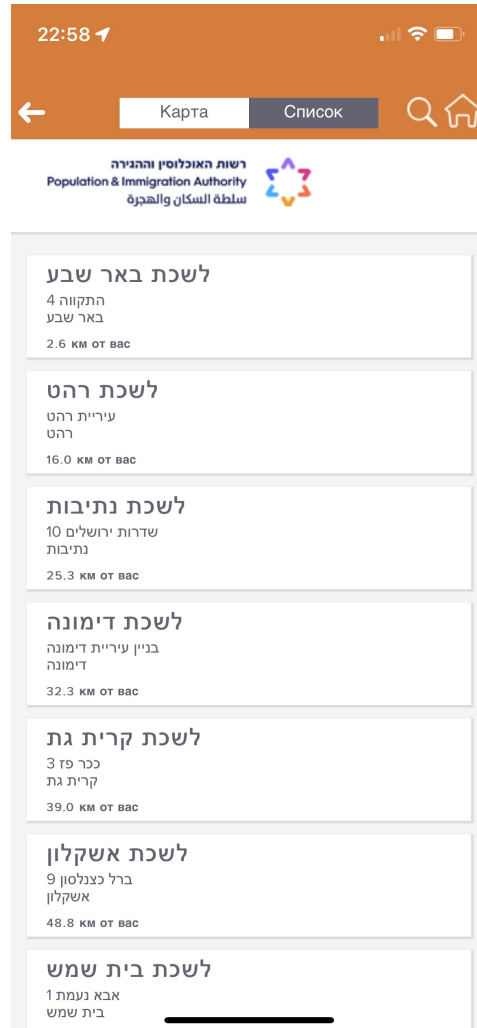 22:58
Карта
Список
רשות האוכלוסין וההגירה
Population & Immigration Authority
سلطة السكان والهجرة
לשכת באר שבע
התקווה 4
באר שבע
2.6 км от вас
לשכת רהט
עיריית רהט
רהט
16.0 км от вас
לשכת נתיבות
שדרות ירושלים 10
נתיבות
25.3 км от вас
לשכת דימונה
בניין עיריית דימונה
דימונה
32.3 км от вас
לשכת קרית גת
ככר פז 3
קרית גת
39.0 км от вас
לשכת אשקלון
ברל כצנלסון 9
אשקלון
48.8 км от вас
לשכת בית שמש
אבא נעמת 1
בית שמש